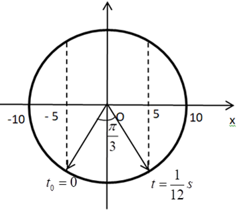 -10 - 5 O 5 10 x
π/3
t₀ = 0 t = 1/12 s